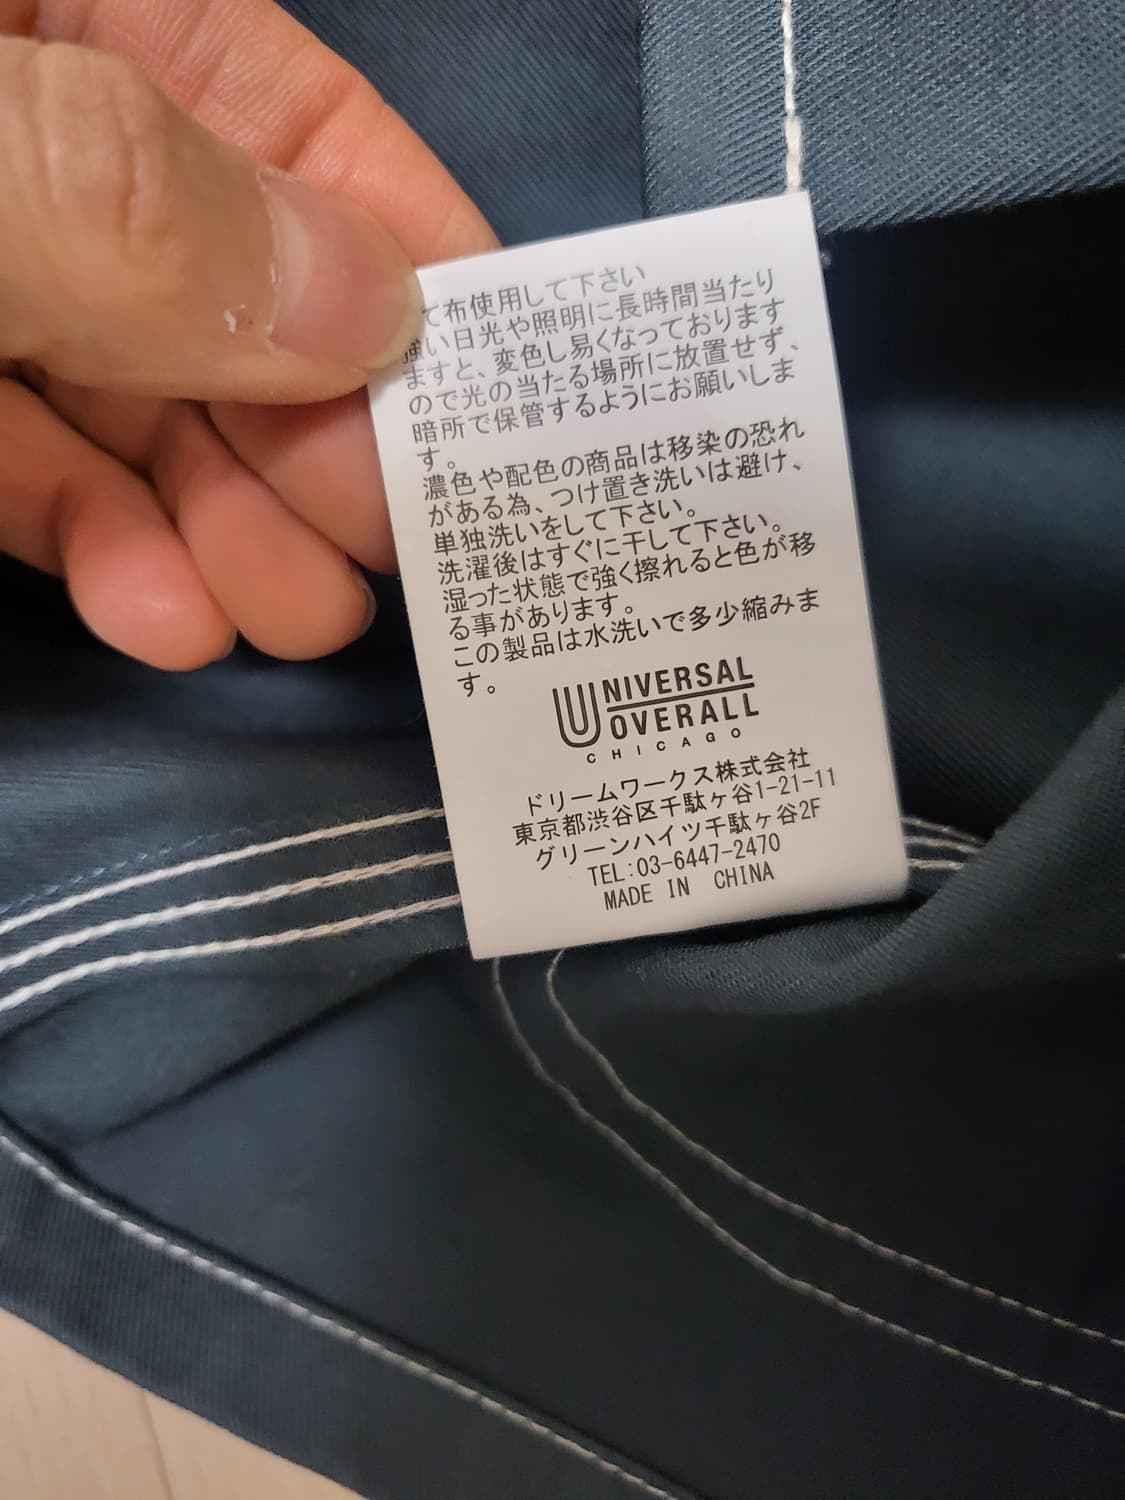 て布使用して下さい
強い日光や照明に長時間当たり
ますと、変色し易くなっております
ので光の当たる場所に放置せず、
暗所で保管するようにお願いしま
す。
濃色や配色の商品は移染の恐れ
がある為、つけ置き洗いは避け、
単独洗いをして下さい。
洗濯後はすぐに干して下さい。
湿った状態で強く擦れると色が移
る事があります。
この製品は水洗いで多少縮みま
す。
UNIVERSAL
OVERALL
CHICAGO
ドリームワークス株式会社
東京都渋谷区千駄ヶ谷1-21-11
グリーンハイツ千駄ヶ谷2F
TEL:03-6447-2470
MADE IN CHINA